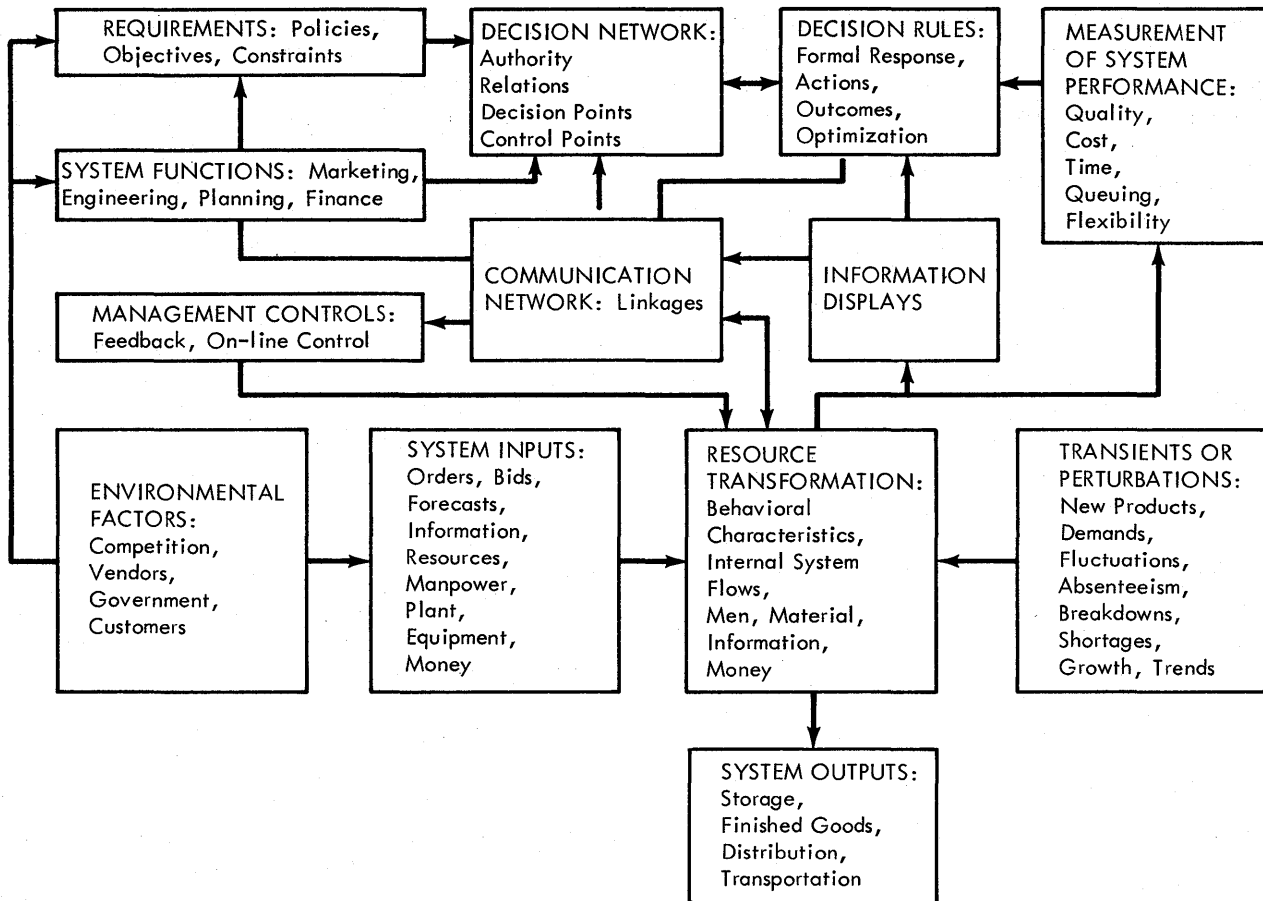 REQUIREMENTS: Policies,
Objectives, Constraints
DECISION NETWORK:
Authority
Relations
Decision Points
Control Points
DECISION RULES:
Formal Response,
Actions,
Outcomes,
Optimization
MEASUREMENT
OF SYSTEM
PERFORMANCE:
Quality,
Cost,
Time,
Queuing,
Flexibility
SYSTEM FUNCTIONS: Marketing,
Engineering, Planning, Finance
COMMUNICATION
NETWORK: Linkages
INFORMATION
DISPLAYS
MANAGEMENT CONTROLS:
Feedback, On-line Control
ENVIRONMENTAL
FACTORS:
Competition,
Vendors,
Government,
Customers
SYSTEM INPUTS:
Orders, Bids,
Forecasts,
Information,
Resources,
Manpower,
Plant,
Equipment,
Money
RESOURCE
TRANSFORMATION:
Behavioral
Characteristics,
Internal System
Flows,
Men, Material,
Information,
Money
TRANSIENTS OR
PERTURBATIONS:
New Products,
Demands,
Fluctuations,
Absenteeism,
Breakdowns,
Shortages,
Growth, Trends
SYSTEM OUTPUTS:
Storage,
Finished Goods,
Distribution,
Transportation